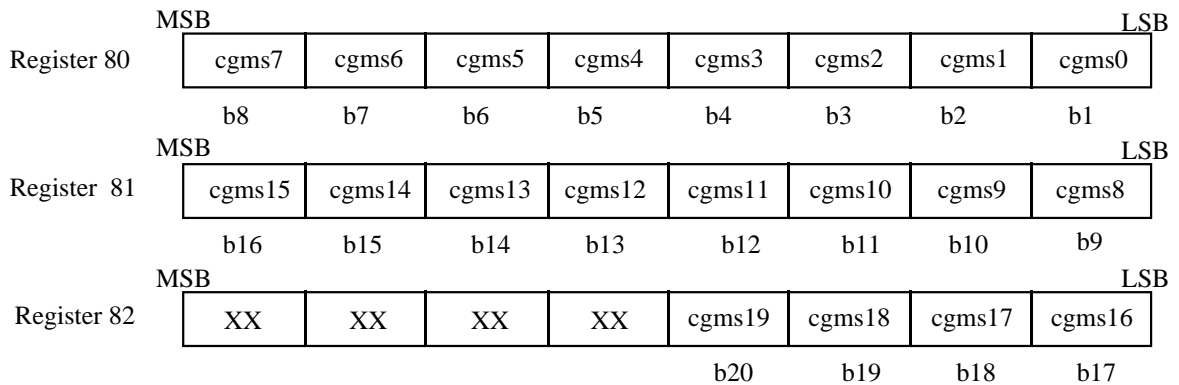 MSB LSB
Register 80 cgms7 cgms6 cgms5 cgms4 cgms3 cgms2 cgms1 cgms0
b8 b7 b6 b5 b4 b3 b2 b1
MSB LSB
Register 81 cgms15 cgms14 cgms13 cgms12 cgms11 cgms10 cgms9 cgms8
b16 b15 b14 b13 b12 b11 b10 b9
MSB LSB
Register 82 XX XX XX XX cgms19 cgms18 cgms17 cgms16
b20 b19 b18 b17